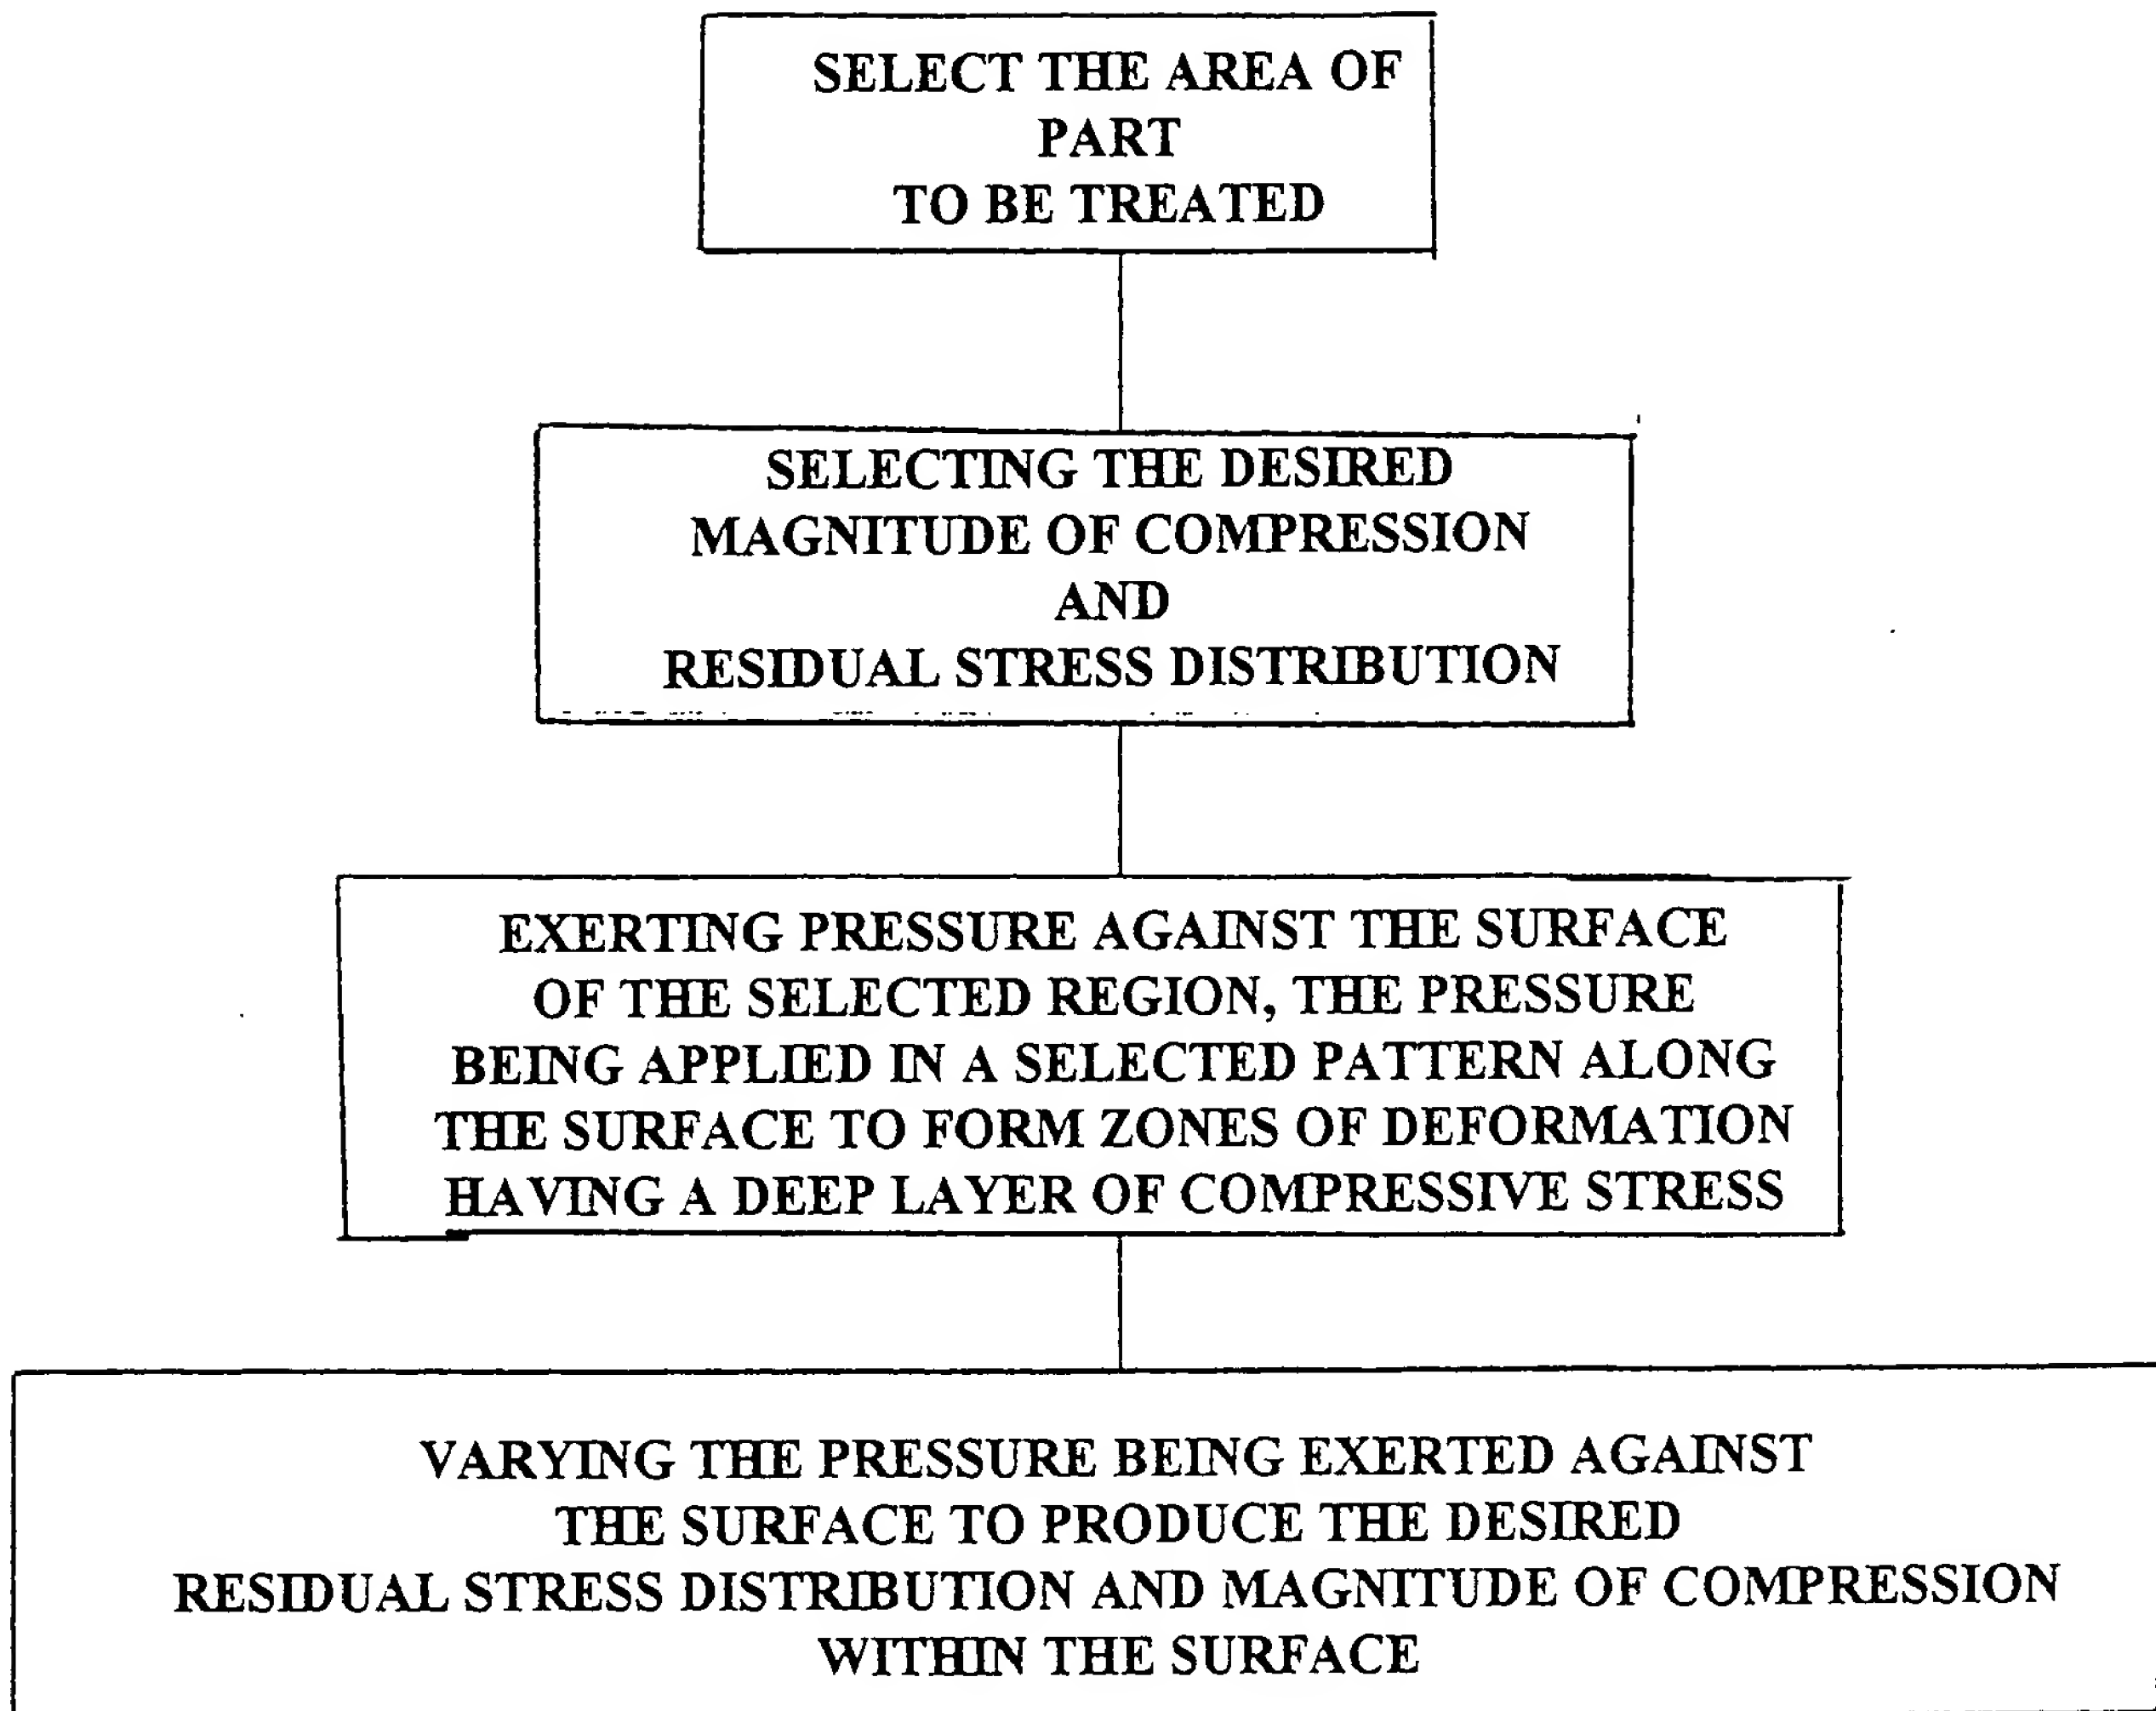 SELECT THE AREA OF
PART
TO BE TREATED
SELECTING THE DESIRED
MAGNITUDE OF COMPRESSION
AND
RESIDUAL STRESS DISTRIBUTION
EXERTING PRESSURE AGAINST THE SURFACE
OF THE SELECTED REGION, THE PRESSURE
BEING APPLIED IN A SELECTED PATTERN ALONG
THE SURFACE TO FORM ZONES OF DEFORMATION
HAVING A DEEP LAYER OF COMPRESSIVE STRESS
VARYING THE PRESSURE BEING EXERTED AGAINST
THE SURFACE TO PRODUCE THE DESIRED
RESIDUAL STRESS DISTRIBUTION AND MAGNITUDE OF COMPRESSION
WITHIN THE SURFACE